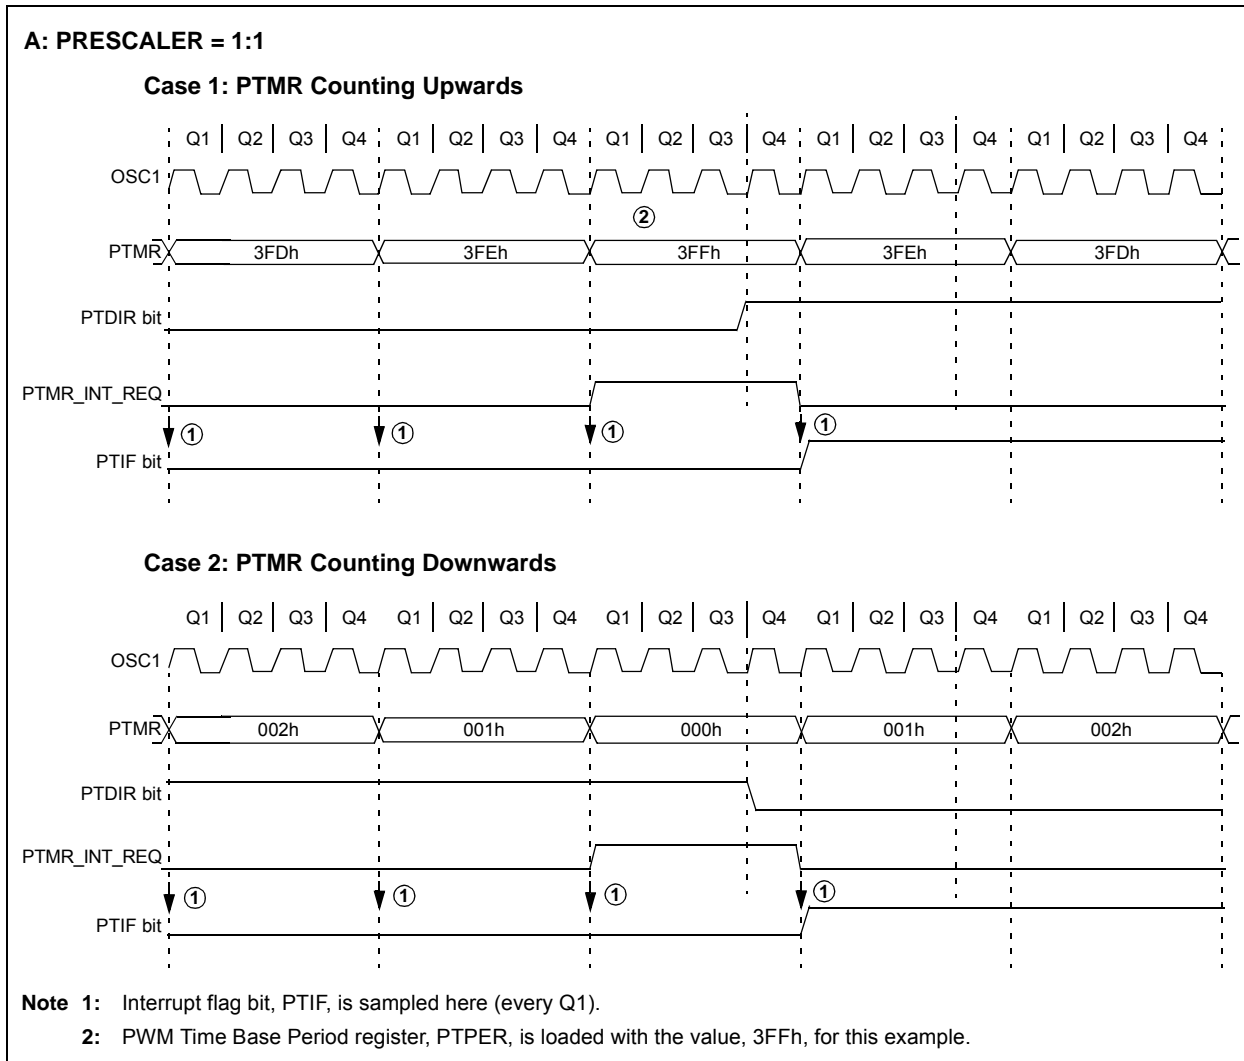 A: PRESCALER = 1:1
Case 1: PTMR Counting Upwards
Q1 Q2 Q3 Q4 Q1 Q2 Q3 Q4 Q1 Q2 Q3 Q4 Q1 Q2 Q3 Q4 Q1 Q2 Q3 Q4
OSC1
2
PTMR 3FDh 3FEh 3FFh 3FEh 3FDh
PTDIR bit
PTMR_INT_REQ
1 1 1 1
PTIF bit
Case 2: PTMR Counting Downwards
Q1 Q2 Q3 Q4 Q1 Q2 Q3 Q4 Q1 Q2 Q3 Q4 Q1 Q2 Q3 Q4 Q1 Q2 Q3 Q4
OSC1
PTMR 002h 001h 000h 001h 002h
PTDIR bit
PTMR_INT_REQ
1 1 1 1
PTIF bit
Note 1: Interrupt flag bit, PTIF, is sampled here (every Q1).
2: PWM Time Base Period register, PTPER, is loaded with the value, 3FFh, for this example.